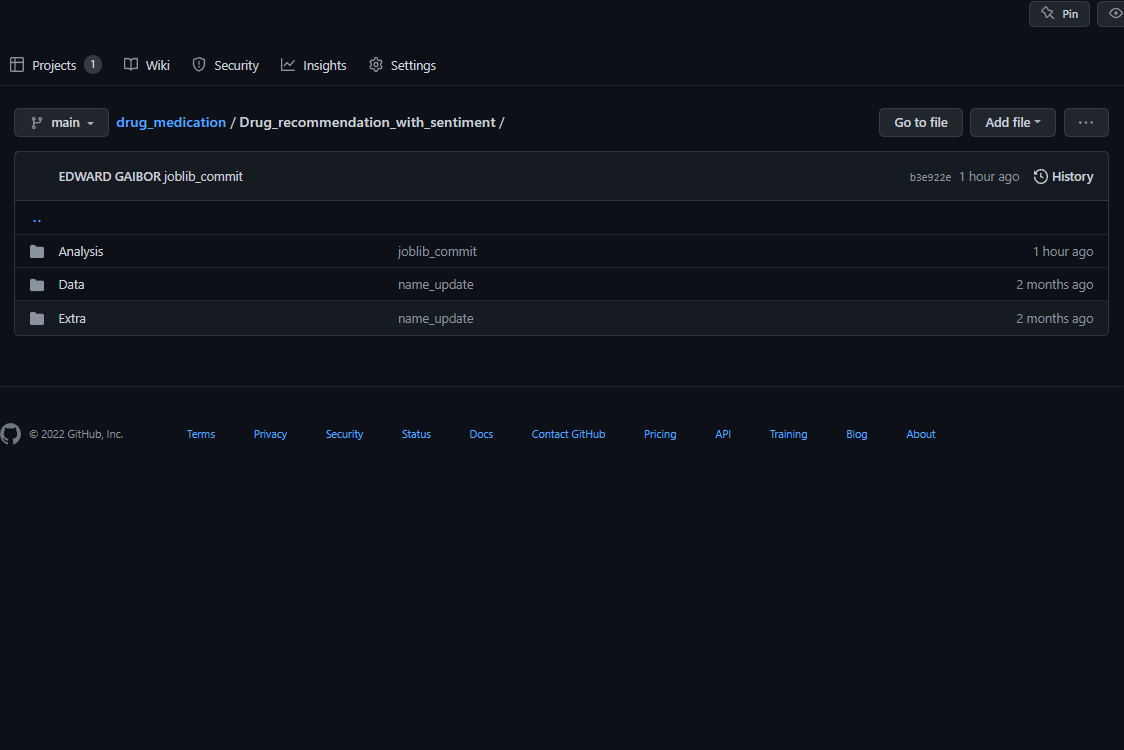 Pin
Projects 1 Wiki Security Insights Settings
main drug_medication / Drug_recommendation_with_sentiment / Go to file Add file ...
EDWARD GAIBOR joblib_commit b3e922e 1 hour ago History
..
Analysis joblib_commit 1 hour ago
Data name_update 2 months ago
Extra name_update 2 months ago
© 2022 GitHub, Inc. Terms Privacy Security Status Docs Contact GitHub Pricing API Training Blog About